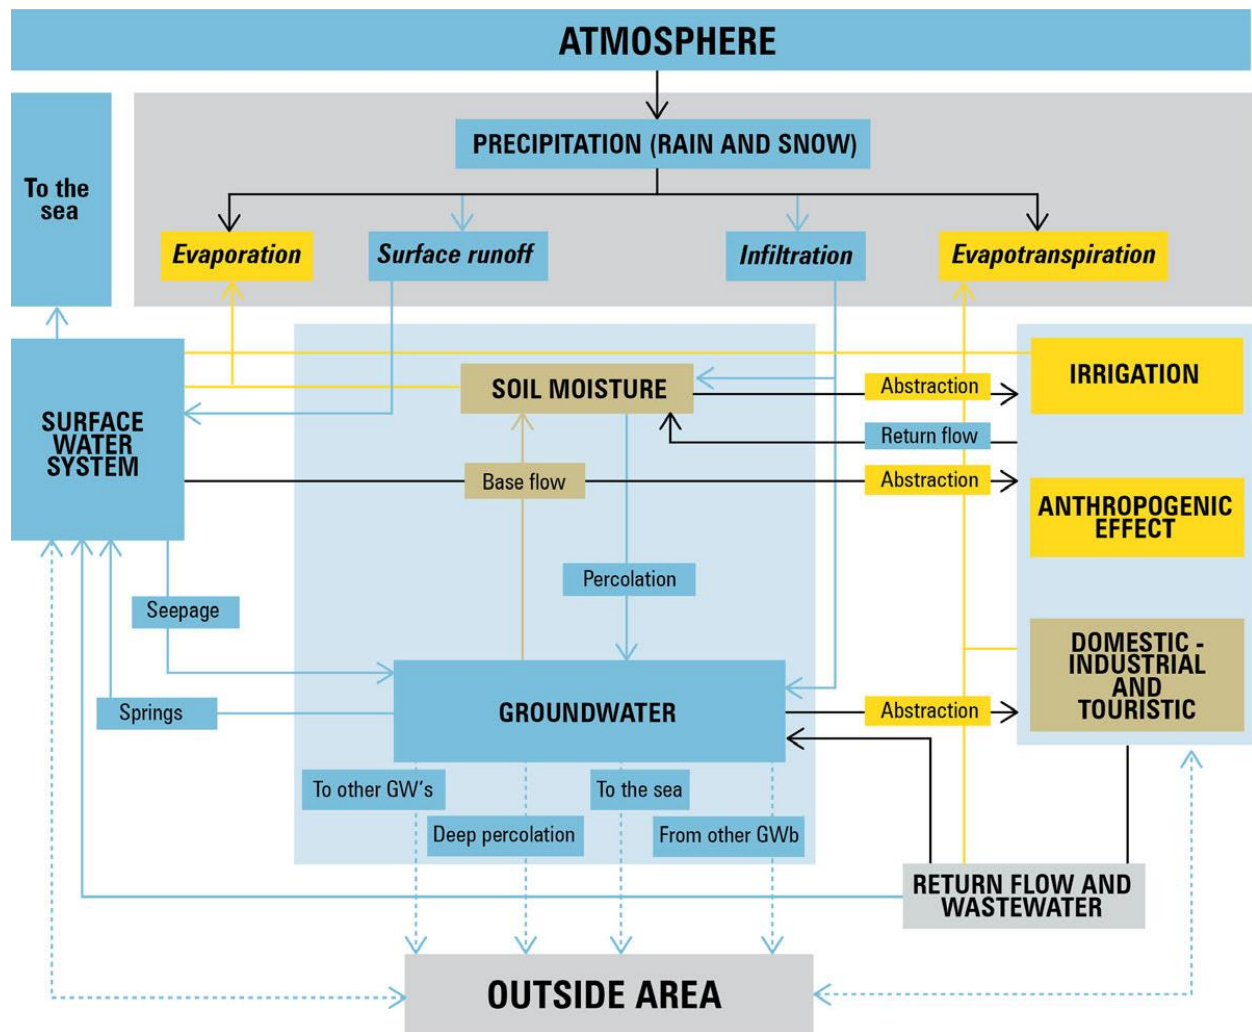 ATMOSPHERE
PRECIPITATION (RAIN AND SNOW)
To the
sea
Evaporation
Surface runoff
Infiltration
Evapotranspiration
SURFACE
WATER
SYSTEM
SOIL MOISTURE
Abstraction
IRRIGATION
Return flow
Base flow
Abstraction
ANTHROPOGENIC
EFFECT
Percolation
Seepage
DOMESTIC -
INDUSTRIAL
AND
TOURISTIC
Springs
GROUNDWATER
Abstraction
To other GW's
To the sea
Deep percolation
From other GWb
RETURN FLOW AND
WASTEWATER
OUTSIDE AREA